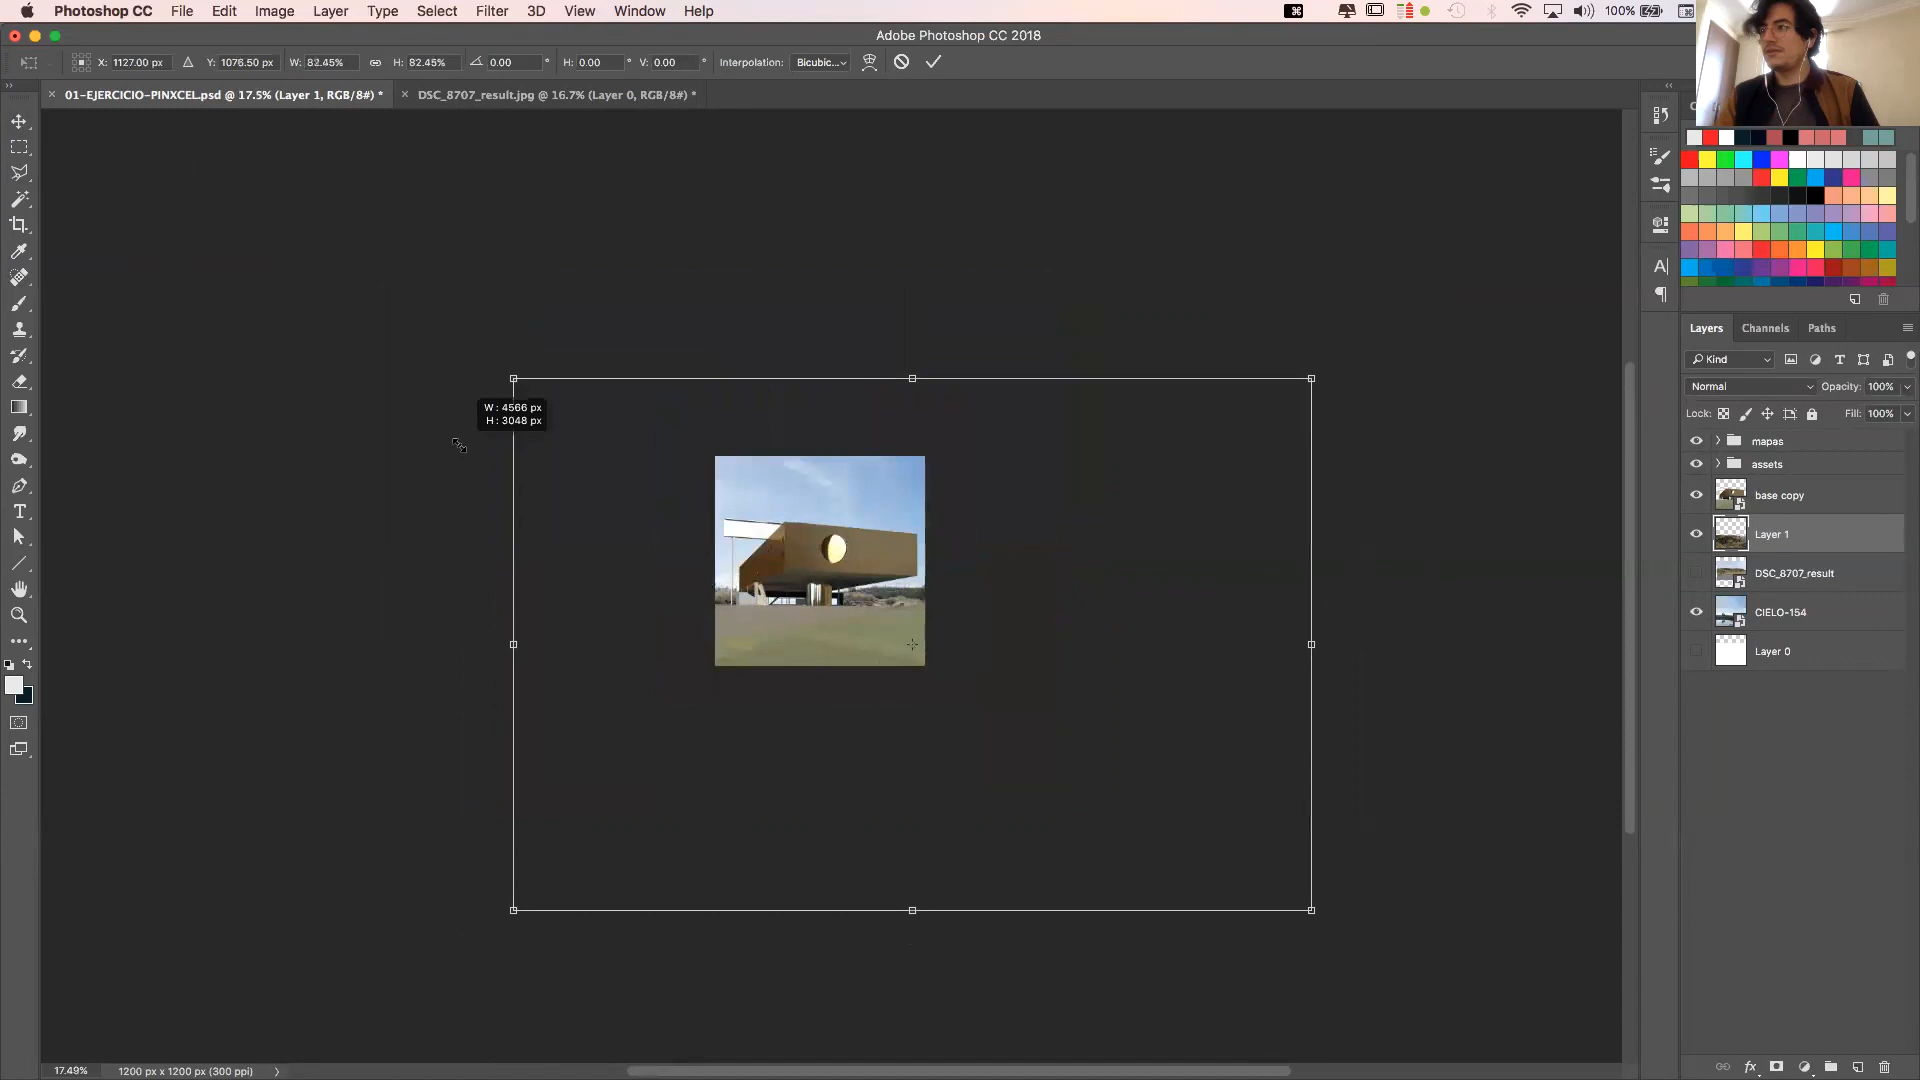 Photoshop CC File Edit Image Layer Type Select Filter 3D View Window Help 100%
Adobe Photoshop CC 2018
X: 1127.00 px Y: 1076.50 px W: 82.45% H: 82.45% 0.00 ° H: 0.00 ° V: 0.00 ° Interpolation: Bicubic...
01-EJERCICIO-PINXCEL.psd @ 17.5% (Layer 1, RGB/8#) * DSC_8707_result.jpg @ 16.7% (Layer 0, RGB/8#) *
Layers Channels Paths
Kind
Normal Opacity: 100%
Lock: Fill: 100%
W : 4566 px
H : 3048 px
mapas
assets
base copy
Layer 1
DSC_8707_result
CIELO-154
Layer 0
17.49% 1200 px x 1200 px (300 ppi)